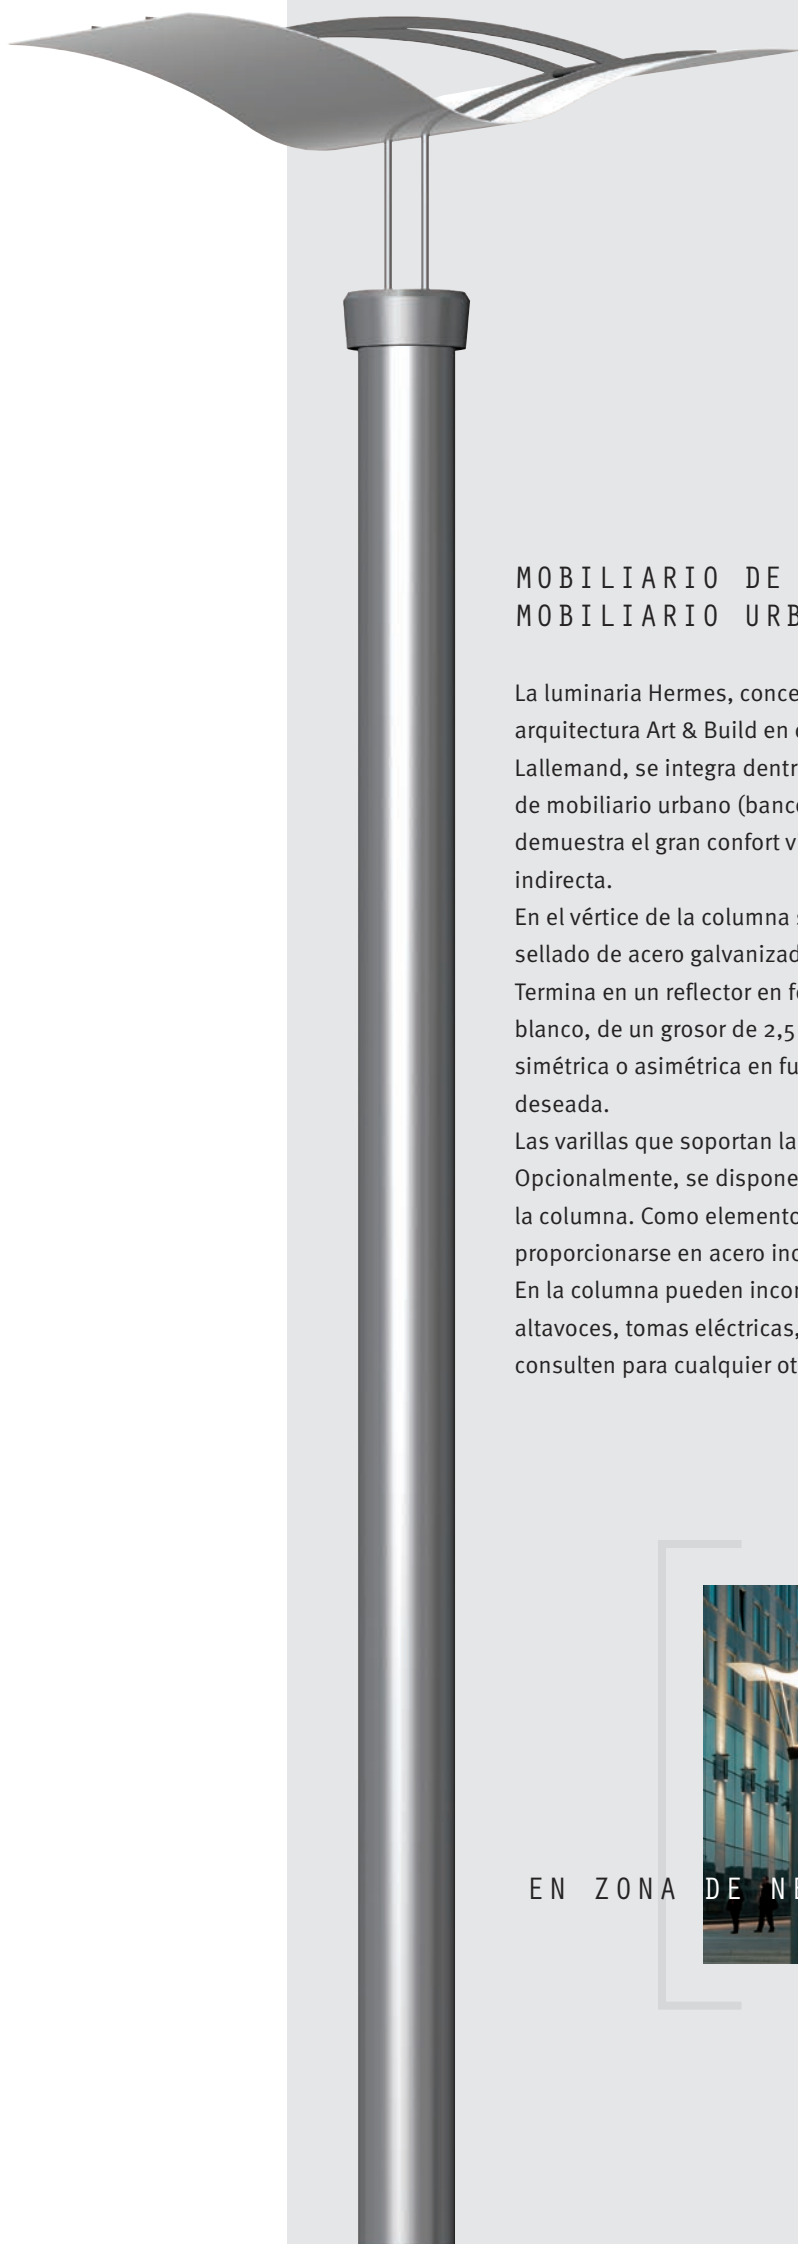 MOBILIARIO DE
MOBILIARIO URB
La luminaria Hermes, conce
arquitectura Art & Build en
Lallemand, se integra dentr
de mobiliario urbano (banc
demuestra el gran confort v
indirecta.
En el vértice de la columna
sellado de acero galvanizad
Termina en un reflector en f
blanco, de un grosor de 2,5
simétrica o asimétrica en fu
deseada.
Las varillas que soportan la
Opcionalmente, se dispone
la columna. Como elemento
proporcionarse en acero ino
En la columna pueden incor
altavoces, tomas eléctricas,
consulten para cualquier ot
EN ZONA DE NE